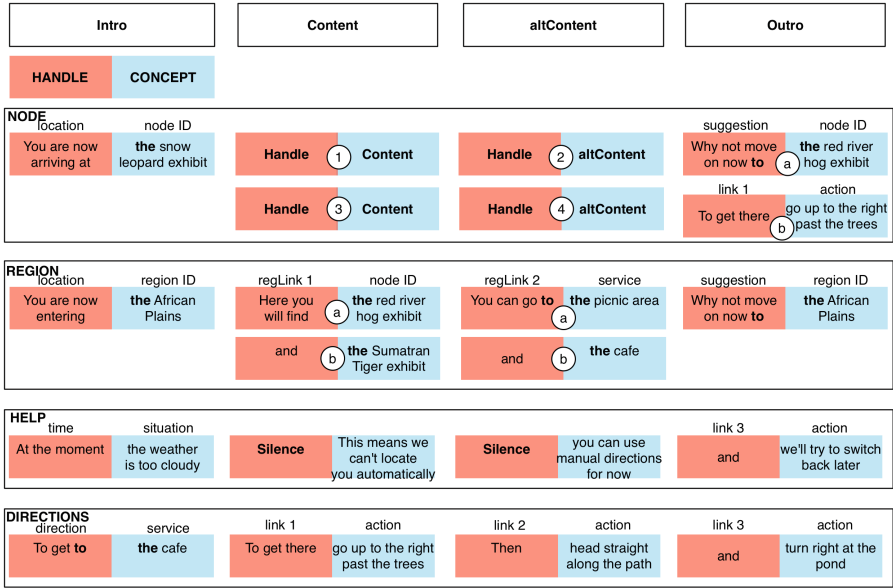 Intro
Content
altContent
Outro
HANDLE
CONCEPT
NODE
location
node ID
You are now
arriving at
the snow
leopard exhibit
Handle
1
Content
Handle
2
altContent
suggestion
node ID
Why not move
on now to
a
the red river
hog exhibit
Handle
3
Content
Handle
4
altContent
link 1
action
To get there
b
go up to the right
past the trees
REGION
location
region ID
You are now
entering
the African
Plains
regLink 1
node ID
Here you
will find
a
the red river
hog exhibit
regLink 2
service
You can go to
a
the picnic area
suggestion
region ID
Why not move
on now to
the African
Plains
and
b
the Sumatran
Tiger exhibit
and
b
the cafe
HELP
time
situation
At the moment
the weather
is too cloudy
Silence
This means we
can't locate
you automatically
Silence
you can use
manual directions
for now
link 3
action
and
we'll try to switch
back later
DIRECTIONS
direction
service
To get to
the cafe
link 1
action
To get there
go up to the right
past the trees
link 2
action
Then
head straight
along the path
link 3
action
and
turn right at the
pond